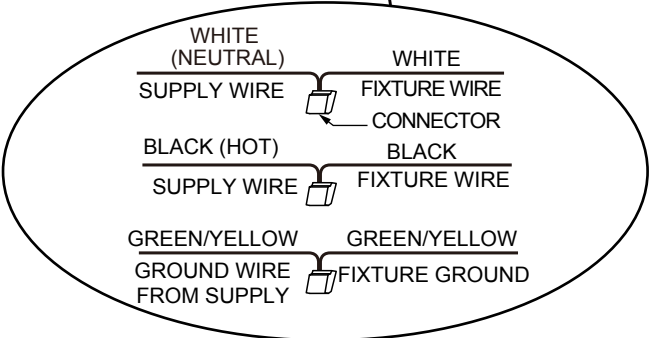 WHITE
(NEUTRAL)
WHITE
SUPPLY WIRE
FIXTURE WIRE
CONNECTOR
BLACK (HOT)
BLACK
SUPPLY WIRE
FIXTURE WIRE
GREEN/YELLOW
GREEN/YELLOW
GROUND WIRE
FROM SUPPLY
FIXTURE GROUND